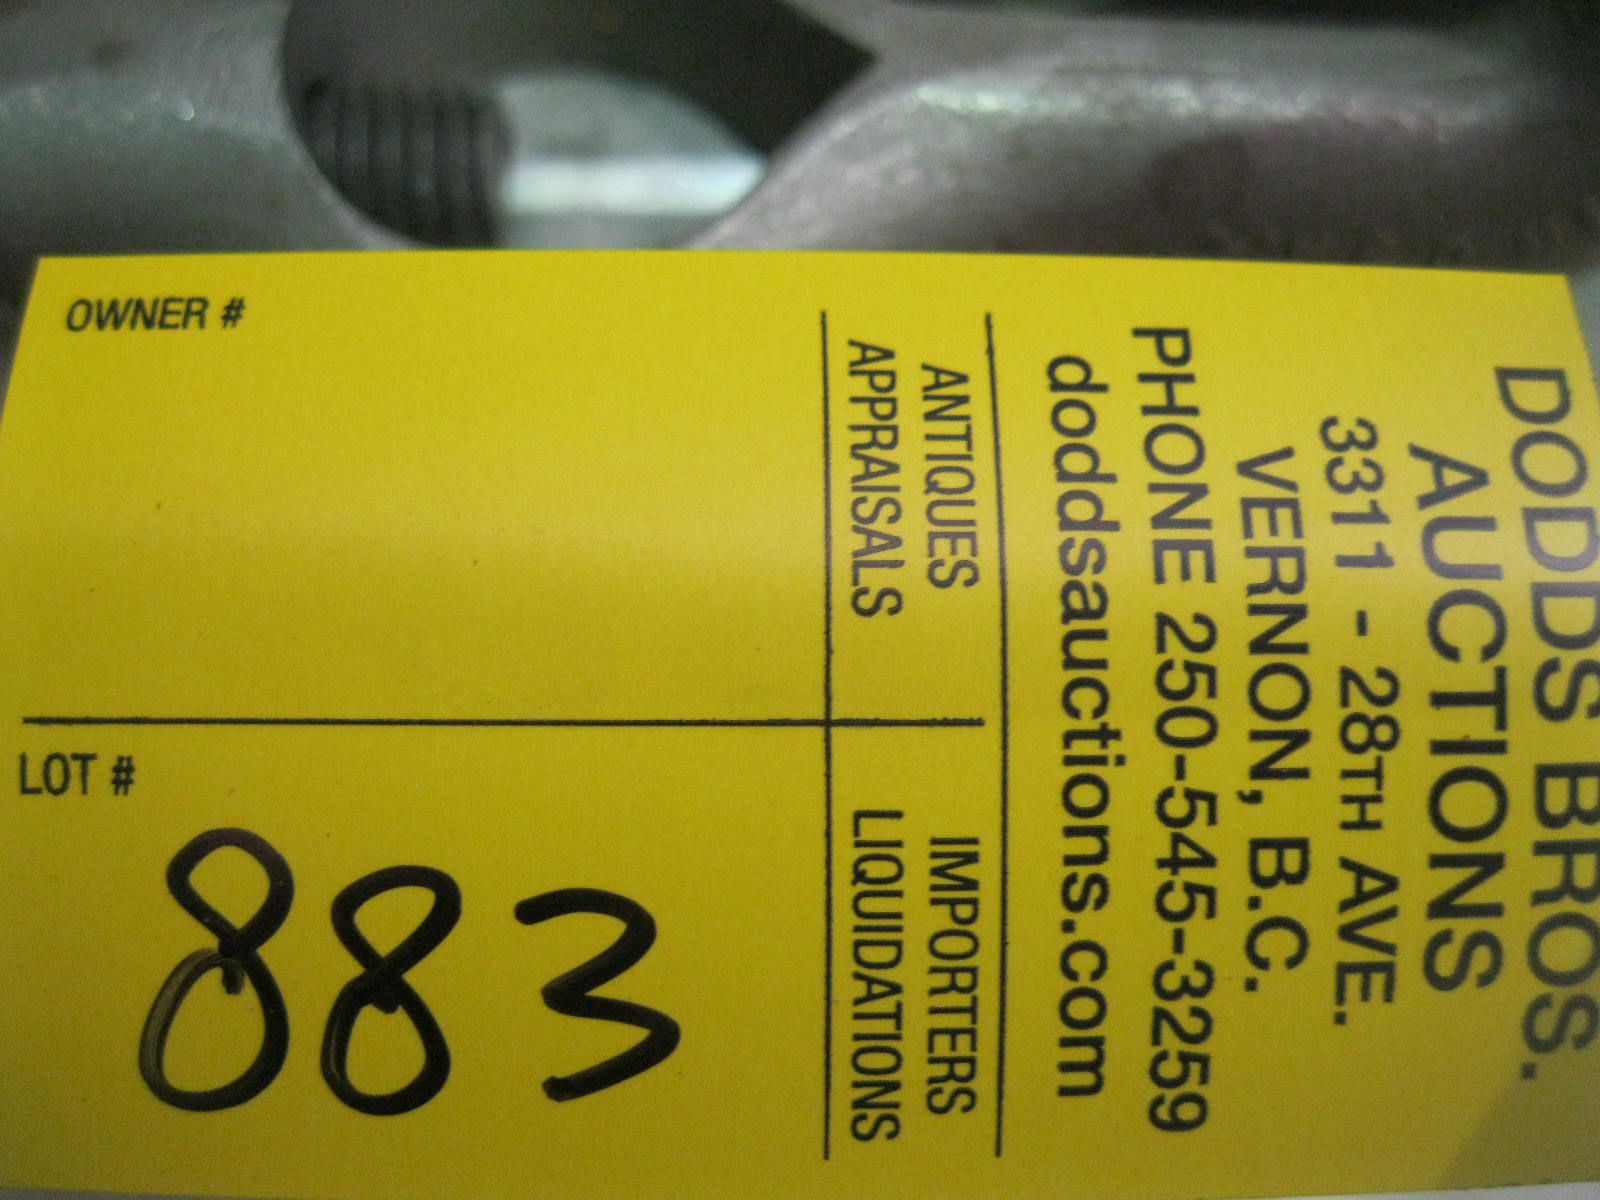 DODDS BROS.
AUCTIONS
3311 - 28TH AVE.
VERNON, B.C.
PHONE 250-545-3259
doddsauctions.com
ANTIQUES
APPRAISALS
IMPORTERS
LIQUIDATIONS
OWNER #
LOT #
883